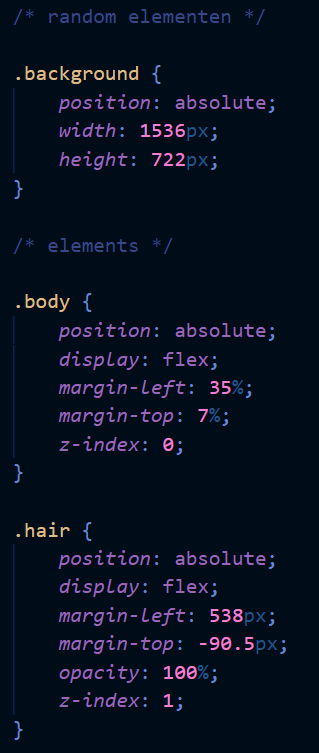 /* random elementen */
.background {
    position: absolute;
    width: 1536px;
    height: 722px;
}
/* elements */
.body {
    position: absolute;
    display: flex;
    margin-left: 35%;
    margin-top: 7%;
    z-index: 0;
}
.hair {
    position: absolute;
    display: flex;
    margin-left: 538px;
    margin-top: -90.5px;
    opacity: 100%;
    z-index: 1;
}